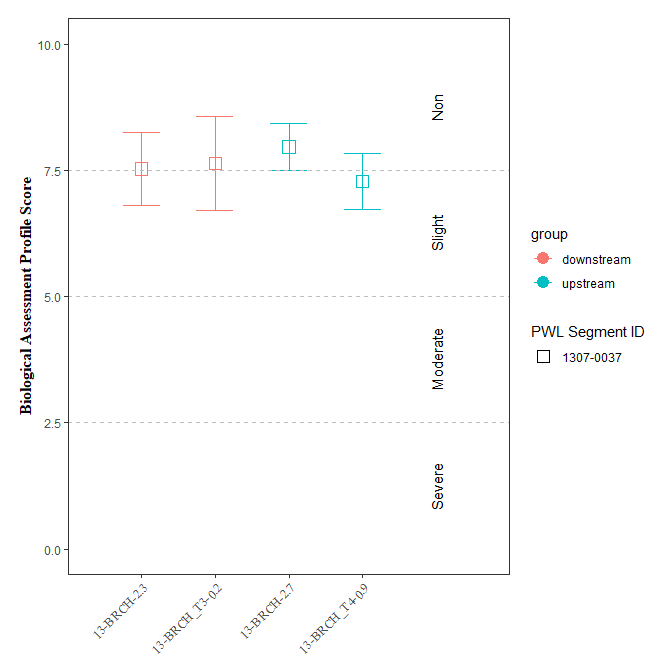 Biological Assessment Profile Score
10.0
7.5
5.0
2.5
0.0
Non
Slight
Moderate
Severe
13-BRCH-2.3
13-BRCH_T3-0.2
13-BRCH-2.7
13-BRCH_T4-0.9
group
downstream
upstream
PWL Segment ID
1307-0037